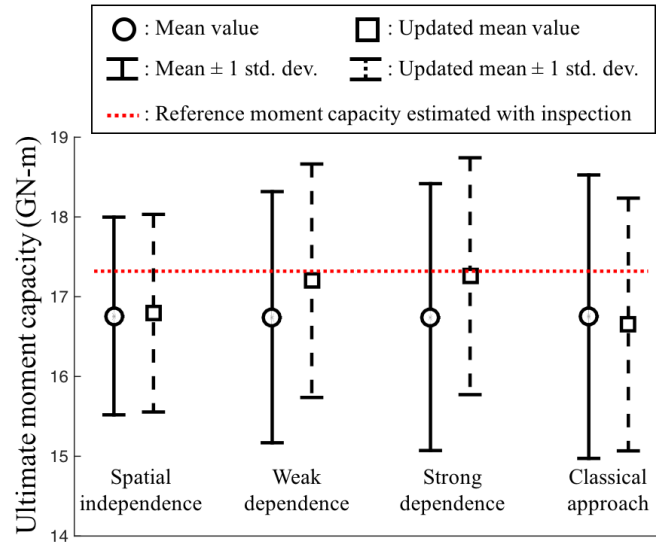 : Mean value
: Updated mean value
: Mean ± 1 std. dev.
: Updated mean ± 1 std. dev.
: Reference moment capacity estimated with inspection
Ultimate moment capacity (GN-m)
19
18
17
16
15
14
Spatial
independence
Weak
dependence
Strong
dependence
Classical
approach